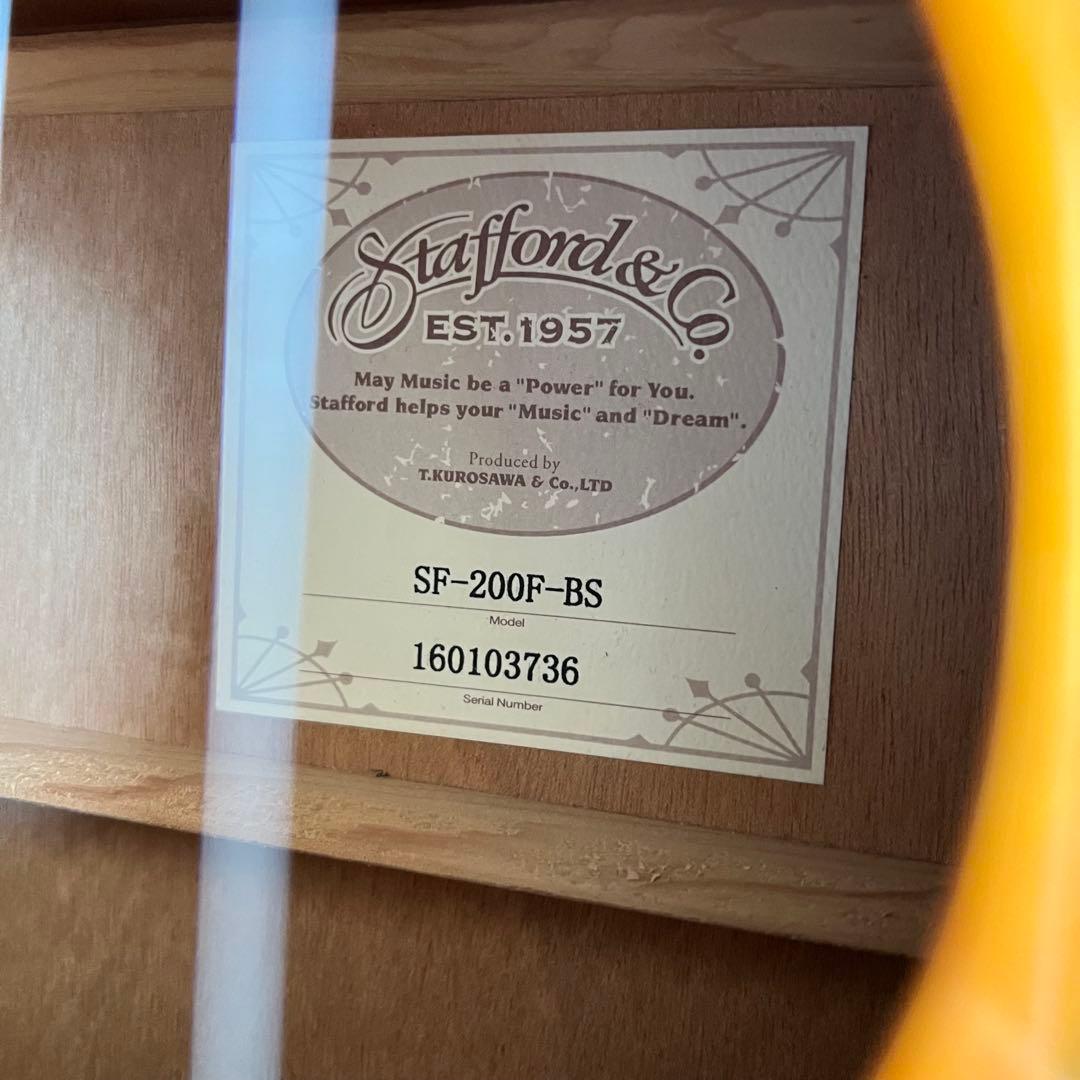 Stafford & Co.
EST. 1957
May Music be a "Power" for You.
Stafford helps your "Music" and "Dream".
Produced by
T.KUROSAWA & Co.,LTD
SF-200F-BS
Model
160103736
Serial Number